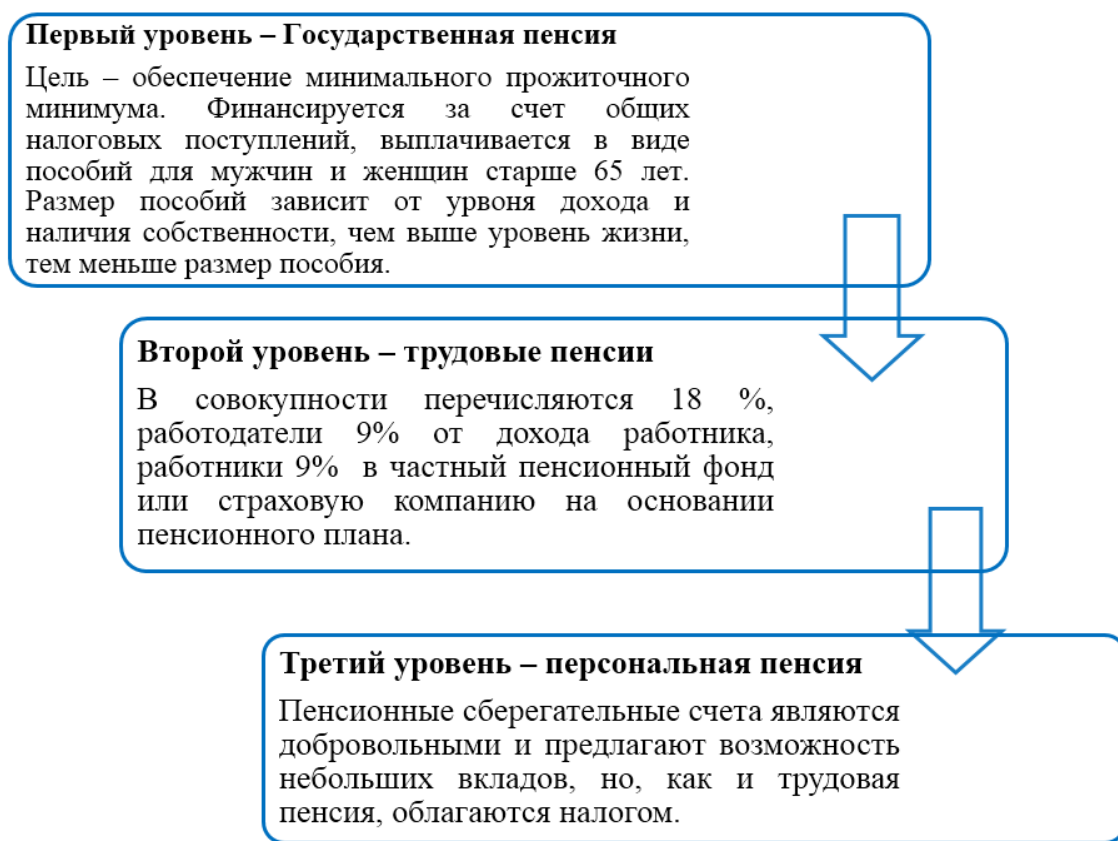 Первый уровень – Государственная пенсия
Цель – обеспечение минимального прожиточного
минимума. Финансируется за счет общих
налоговых поступлений, выплачивается в виде
пособий для мужчин и женщин старше 65 лет.
Размер пособий зависит от урвоня дохода и
наличия собственности, чем выше уровень жизни,
тем меньше размер пособия.
Второй уровень – трудовые пенсии
В совокупности перечисляются 18 %,
работодатели 9% от дохода работника,
работники 9% в частный пенсионный фонд
или страховую компанию на основании
пенсионного плана.
Третий уровень – персональная пенсия
Пенсионные сберегательные счета являются
добровольными и предлагают возможность
небольших вкладов, но, как и трудовая
пенсия, облагаются налогом.